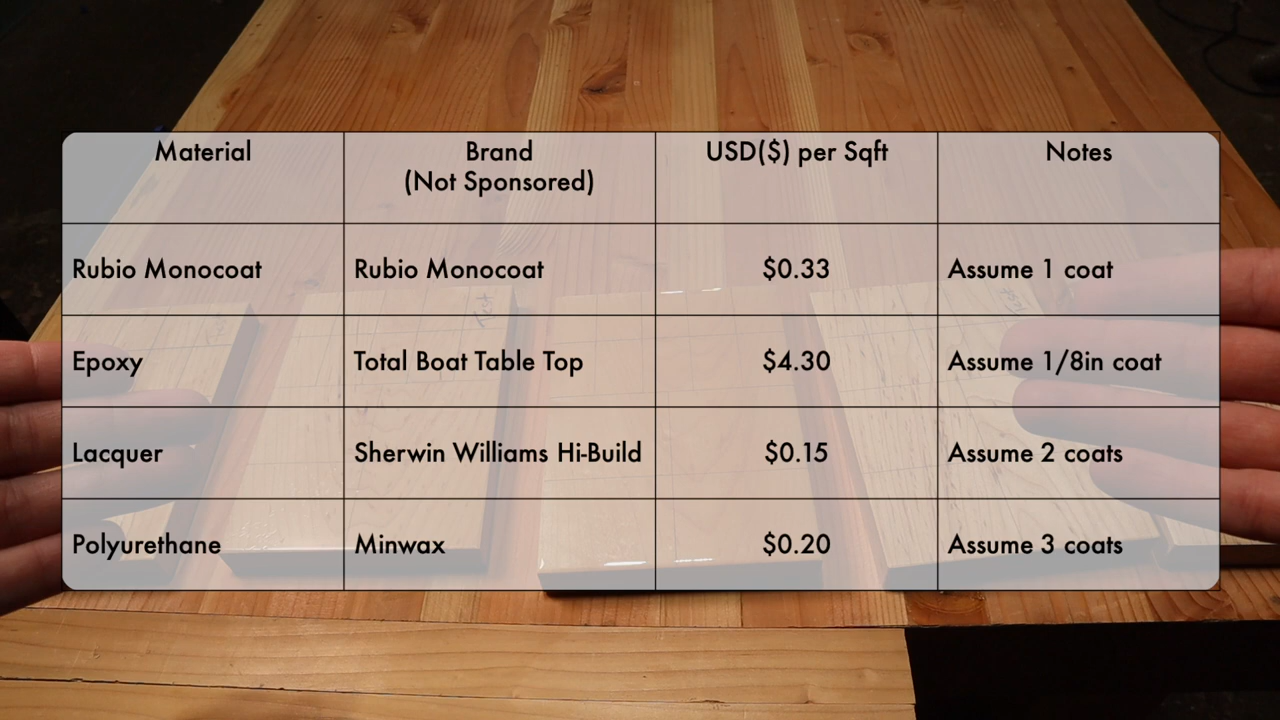 Material Brand USD($) per Sqft Notes
(Not Sponsored)
Rubio Monocoat Rubio Monocoat $0.33 Assume 1 coat
Epoxy Total Boat Table Top $4.30 Assume 1/8in coat
Lacquer Sherwin Williams Hi-Build $0.15 Assume 2 coats
Polyurethane Minwax $0.20 Assume 3 coats